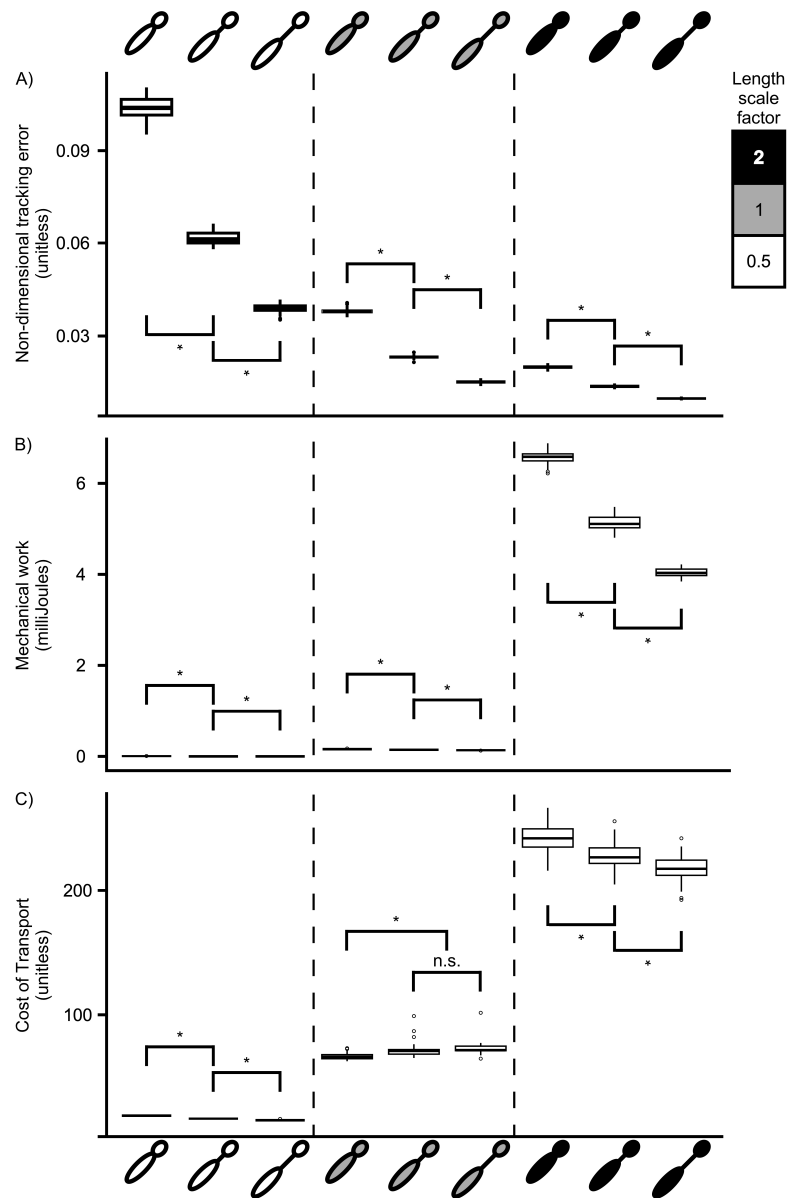 A)
Non-dimensional tracking error
(unitless)
0.09
0.06
0.03
*
*
*
*
*
*
Length
scale
factor
2
1
0.5
B)
Mechanical work
(milliJoules)
6
4
2
0
*
*
*
*
*
*
C)
Cost of Transport
(unitless)
200
100
*
*
*
n.s.
*
*